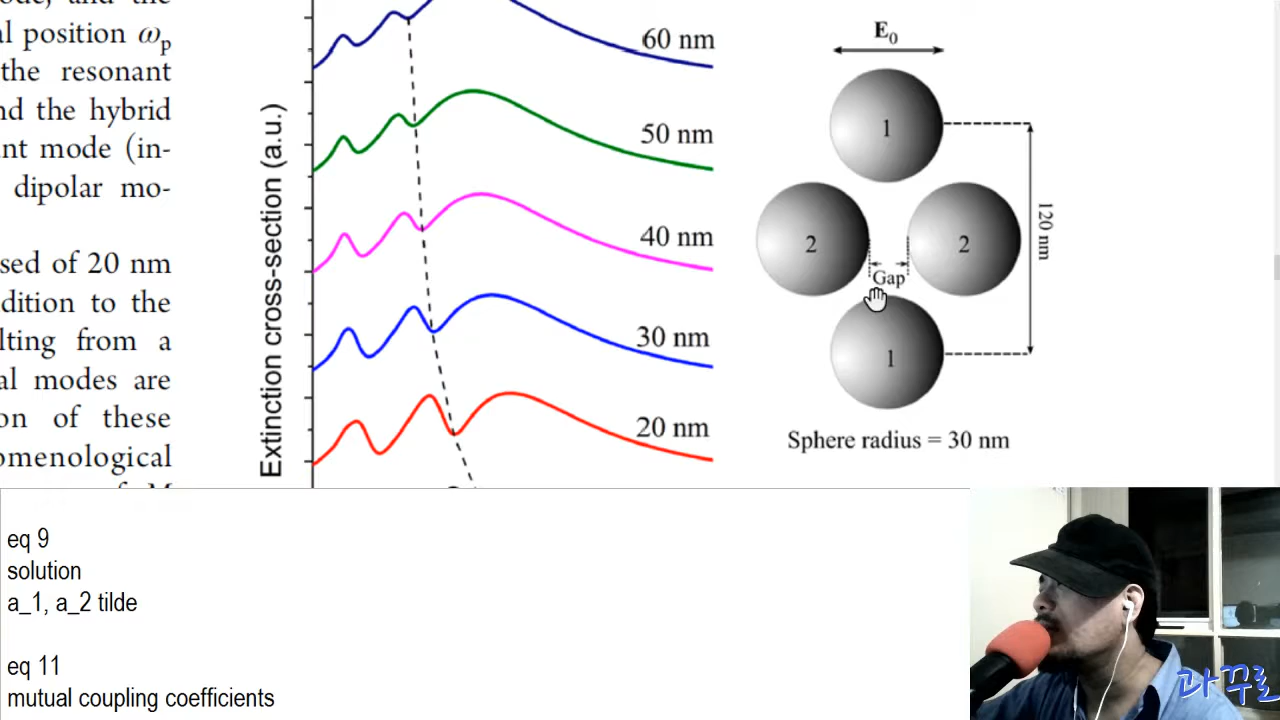 ode, and the
al position ωp
the resonant
nd the hybrid
nt mode (in-
dipolar mo-
sed of 20 nm
dition to the
lting from a
al modes are
on of these
omenological
Extinction cross-section (a.u.)
60 nm
50 nm
40 nm
30 nm
20 nm
E0
1
2
2
Gap
1
120 nm
Sphere radius = 30 nm
eq 9
solution
a_1, a_2 tilde
eq 11
mutual coupling coefficients
과꾸로